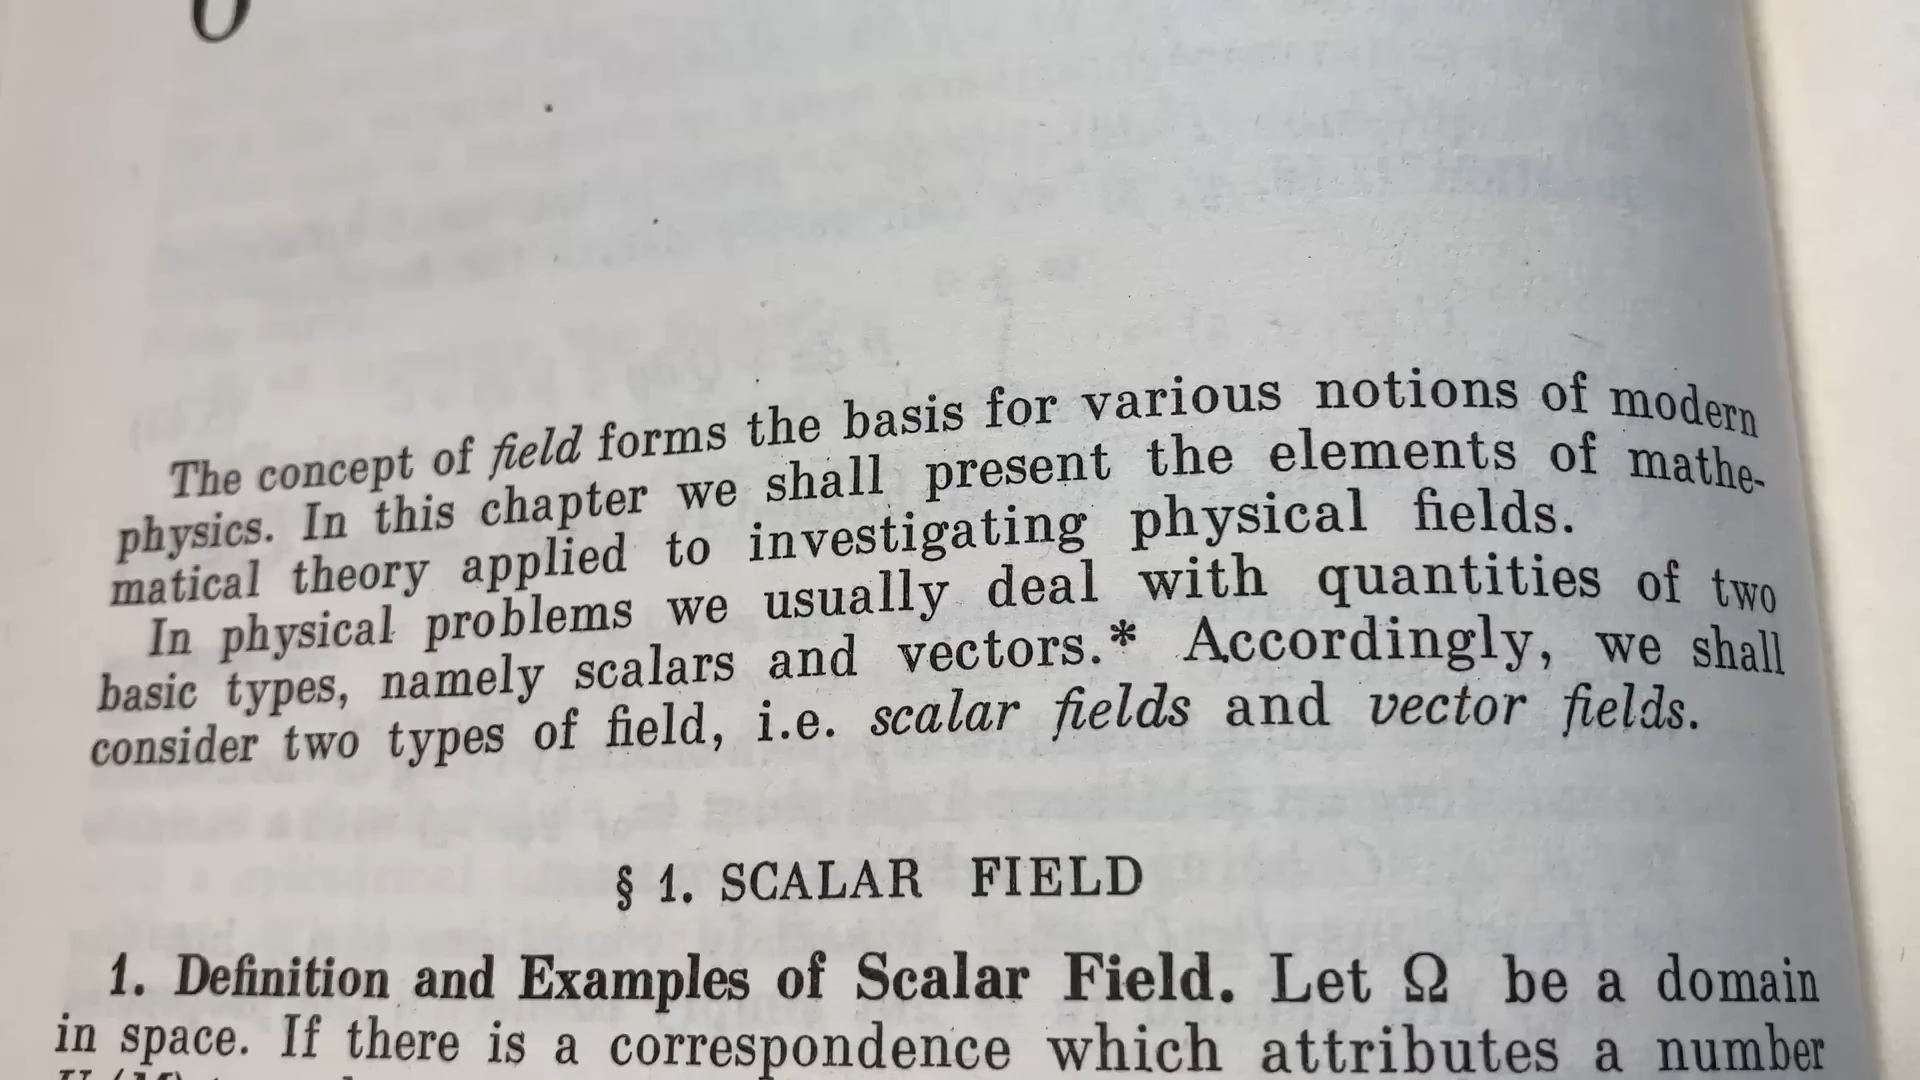 The concept of field forms the basis for various notions of modern
physics. In this chapter we shall present the elements of mathe-
matical theory applied to investigating physical fields.
In physical problems we usually deal with quantities of two
basic types, namely scalars and vectors.* Accordingly, we shall
consider two types of field, i.e. scalar fields and vector fields.
§ 1. SCALAR FIELD
1. Definition and Examples of Scalar Field. Let Ω be a domain
in space. If there is a correspondence which attributes a number